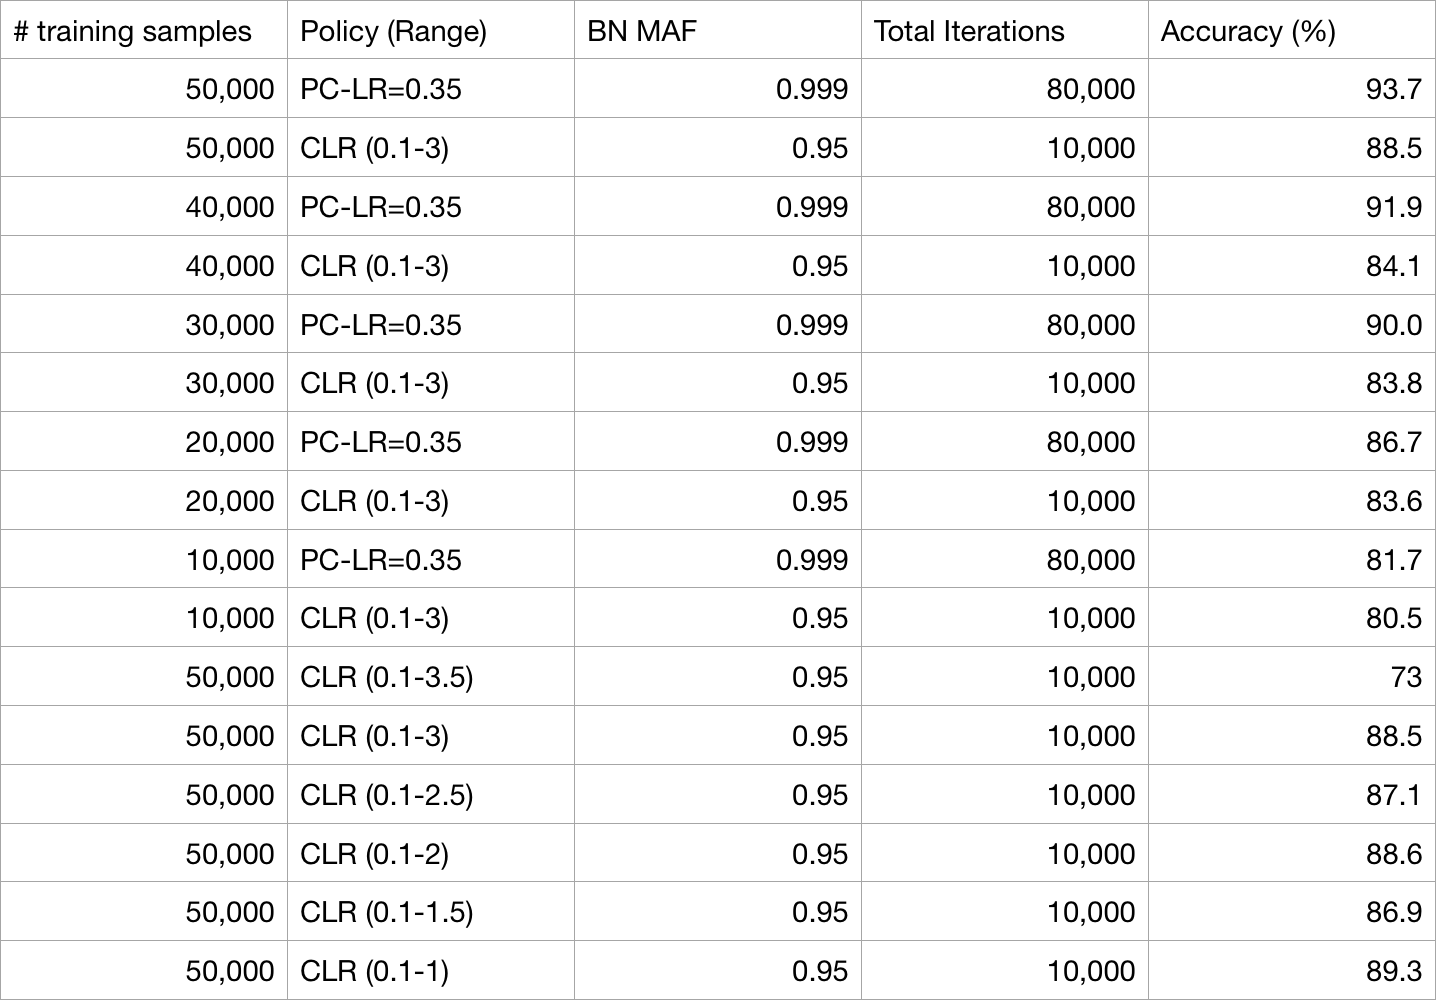 # training samples Policy (Range) BN MAF Total Iterations Accuracy (%)
50,000 PC-LR=0.35 0.999 80,000 93.7
50,000 CLR (0.1-3) 0.95 10,000 88.5
40,000 PC-LR=0.35 0.999 80,000 91.9
40,000 CLR (0.1-3) 0.95 10,000 84.1
30,000 PC-LR=0.35 0.999 80,000 90.0
30,000 CLR (0.1-3) 0.95 10,000 83.8
20,000 PC-LR=0.35 0.999 80,000 86.7
20,000 CLR (0.1-3) 0.95 10,000 83.6
10,000 PC-LR=0.35 0.999 80,000 81.7
10,000 CLR (0.1-3) 0.95 10,000 80.5
50,000 CLR (0.1-3.5) 0.95 10,000 73
50,000 CLR (0.1-3) 0.95 10,000 88.5
50,000 CLR (0.1-2.5) 0.95 10,000 87.1
50,000 CLR (0.1-2) 0.95 10,000 88.6
50,000 CLR (0.1-1.5) 0.95 10,000 86.9
50,000 CLR (0.1-1) 0.95 10,000 89.3